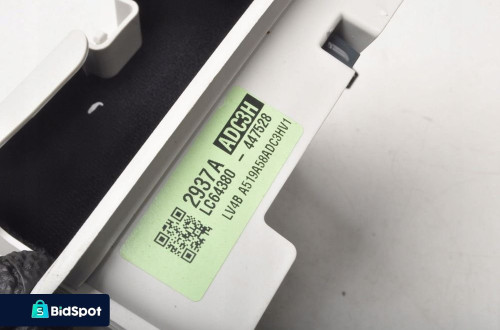 2937A ADC3H
LC64380 - 447528
LV4B A519A58ADC3HV1
BidSpot